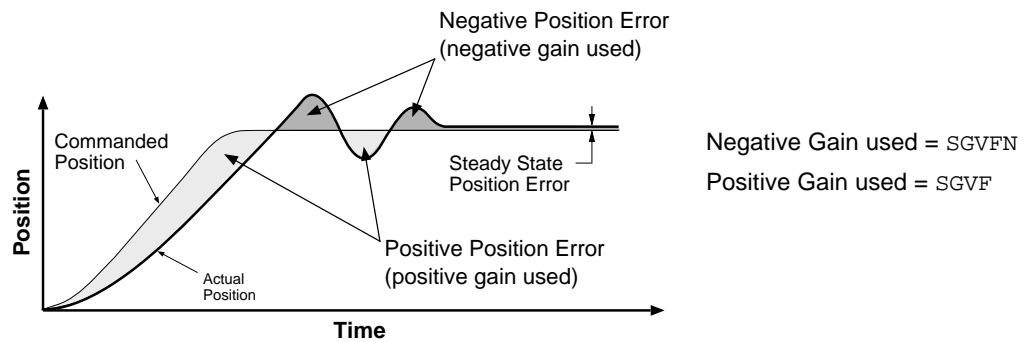 Negative Position Error
(negative gain used)
Commanded
Position
Steady State
Position Error
Negative Gain used = SGVFN
Positive Gain used = SGVF
Position
Positive Position Error
(positive gain used)
Actual
Position
Time